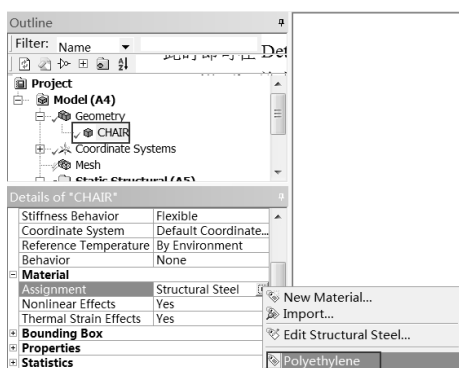 Outline
Filter: Name
Det
Project
Model (A4)
Geometry
CHAIR
Coordinate Systems
Mesh
Static Structural (A5)
Details of "CHAIR"
Stiffness Behavior Flexible
Coordinate System Default Coordinate...
Reference Temperature By Environment
Behavior None
Material
Assignment Structural Steel
Nonlinear Effects Yes
Thermal Strain Effects Yes
Bounding Box
Properties
Statistics
New Material...
Import...
Edit Structural Steel...
Polyethylene